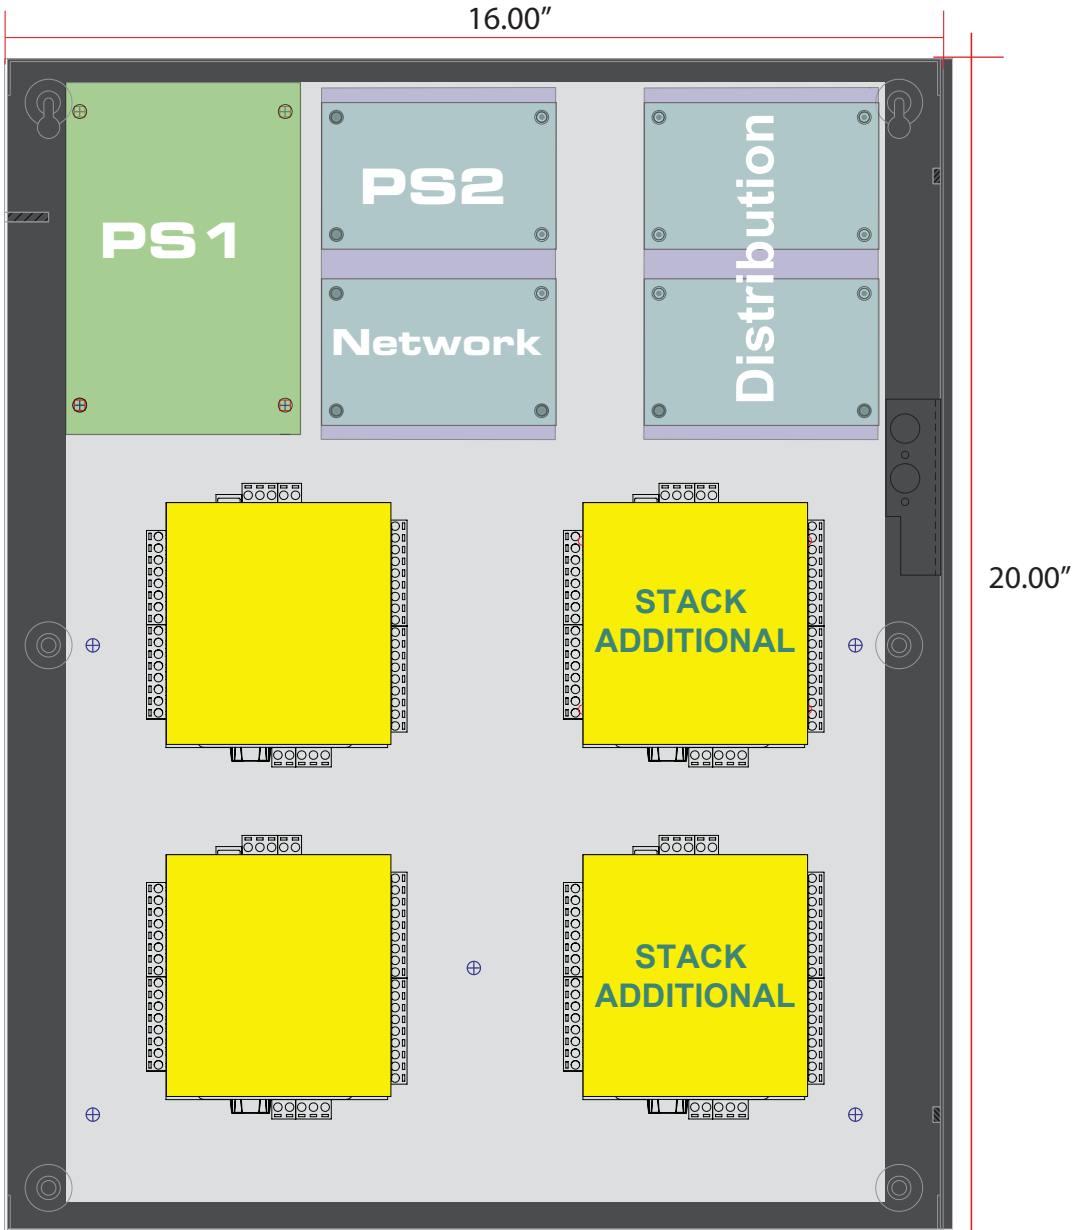 16.00”
PS1
PS2
Network
Distribution
20.00”
STACK
ADDITIONAL
STACK
ADDITIONAL